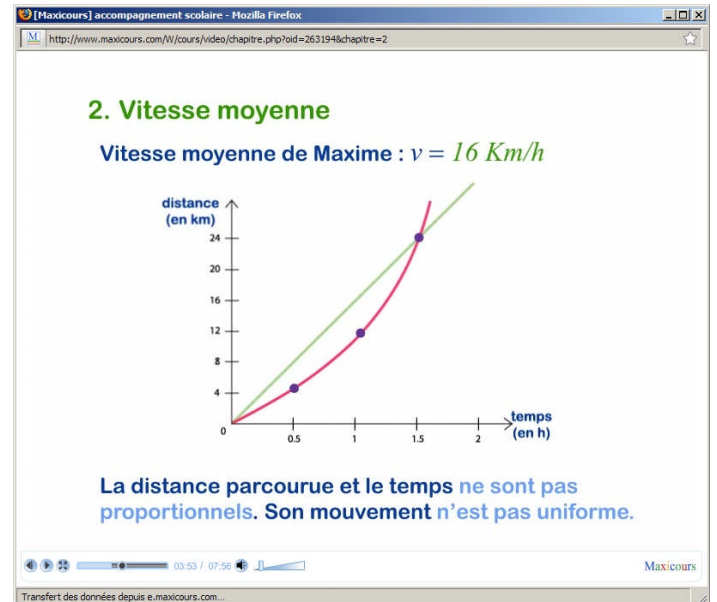 [Maxicours] accompagnement scolaire - Mozilla Firefox
M http://www.maxicours.com/W/cours/video/chapitre.php?oid=263194&chapitre=2
2. Vitesse moyenne
Vitesse moyenne de Maxime : v = 16 Km/h
distance
(en km)
24
20
16
12
8
4
0
0.5
1
1.5
2
temps
(en h)
La distance parcourue et le temps ne sont pas
proportionnels. Son mouvement n'est pas uniforme.
03:53 / 07:56
Maxicours
Transfert des données depuis e.maxicours.com...